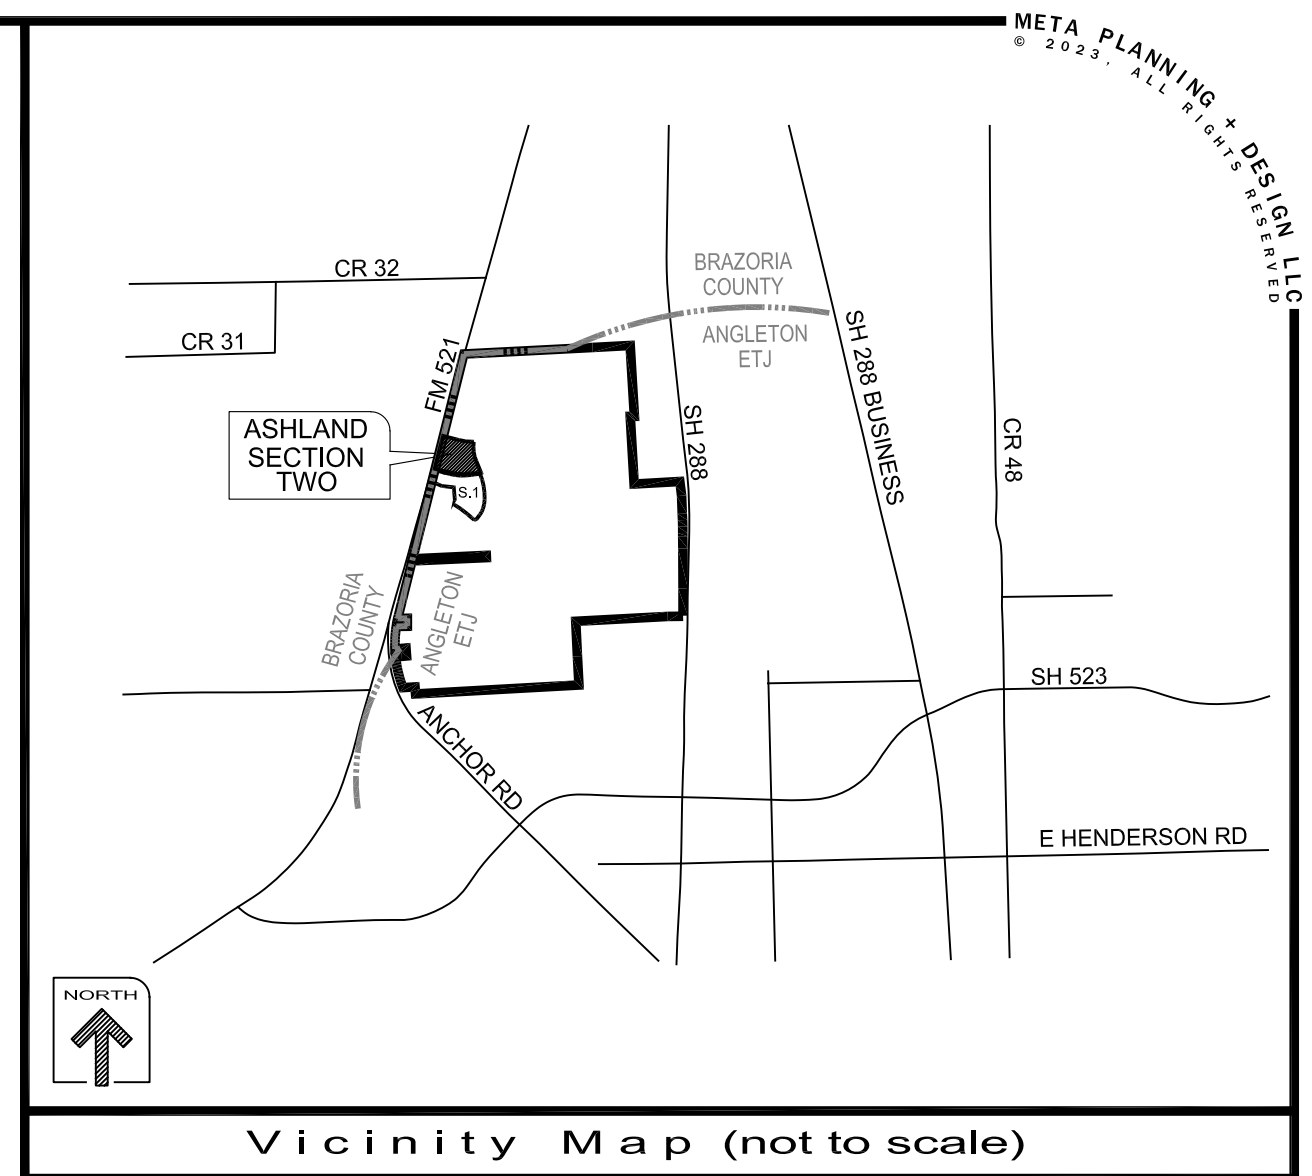 META PLANNING + DESIGN LLC
© 2023, ALL RIGHTS RESERVED
BRAZORIA
COUNTY
ANGLETON
ETJ
CR 32
CR 31
FM 521
SH 288
SH 288 BUSINESS
CR 48
ASHLAND
SECTION
TWO
S.1
BRAZORIA
COUNTY
ANGLETON
ETJ
SH 523
ANCHOR RD
E HENDERSON RD
NORTH
Vicinity Map (not to scale)